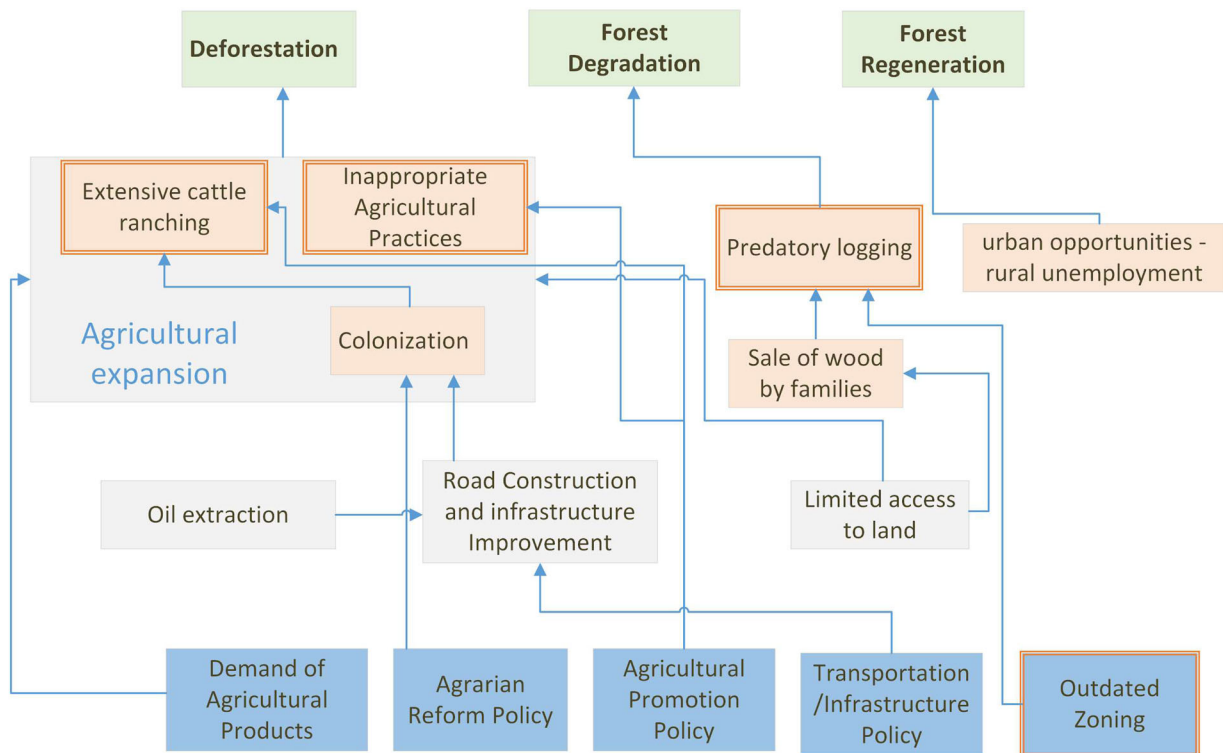 Deforestation
Forest
Degradation
Forest
Regeneration
Extensive cattle
ranching
Inappropriate
Agricultural
Practices
Predatory logging
urban opportunities -
rural unemployment
Agricultural
expansion
Colonization
Sale of wood
by families
Oil extraction
Road Construction
and infrastructure
Improvement
Limited access
to land
Demand of
Agricultural
Products
Agrarian
Reform Policy
Agricultural
Promotion
Policy
Transportation
/Infrastructure
Policy
Outdated
Zoning